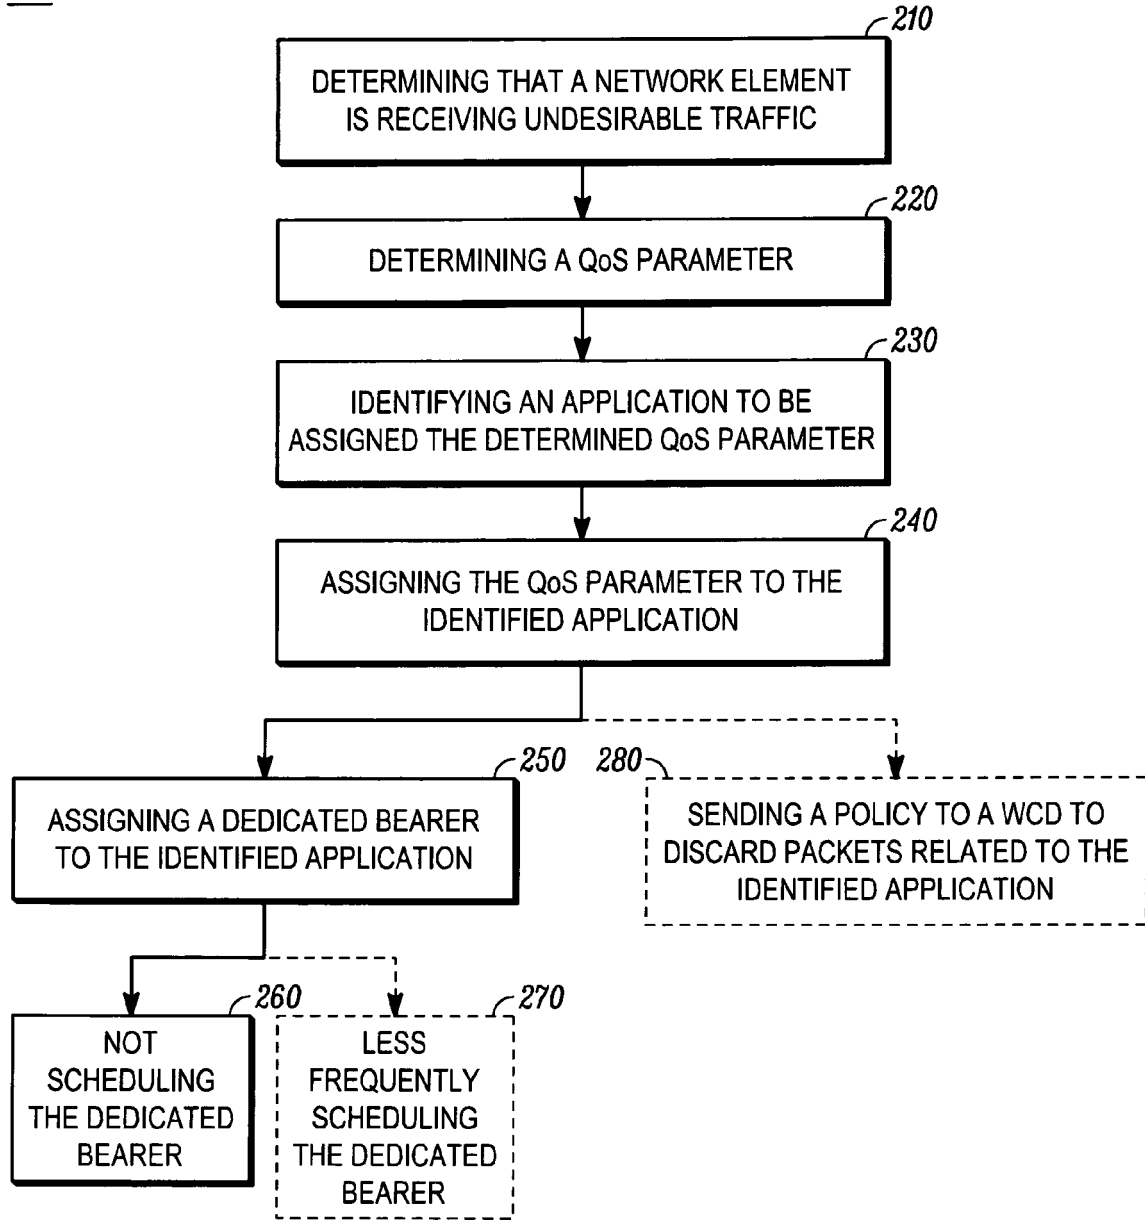 210
DETERMINING THAT A NETWORK ELEMENT
IS RECEIVING UNDESIRABLE TRAFFIC
220
DETERMINING A QoS PARAMETER
230
IDENTIFYING AN APPLICATION TO BE
ASSIGNED THE DETERMINED QoS PARAMETER
240
ASSIGNING THE QoS PARAMETER TO THE
IDENTIFIED APPLICATION
250
ASSIGNING A DEDICATED BEARER
TO THE IDENTIFIED APPLICATION
280
SENDING A POLICY TO A WCD TO
DISCARD PACKETS RELATED TO THE
IDENTIFIED APPLICATION
260
NOT
SCHEDULING
THE DEDICATED
BEARER
270
LESS
FREQUENTLY
SCHEDULING
THE DEDICATED
BEARER